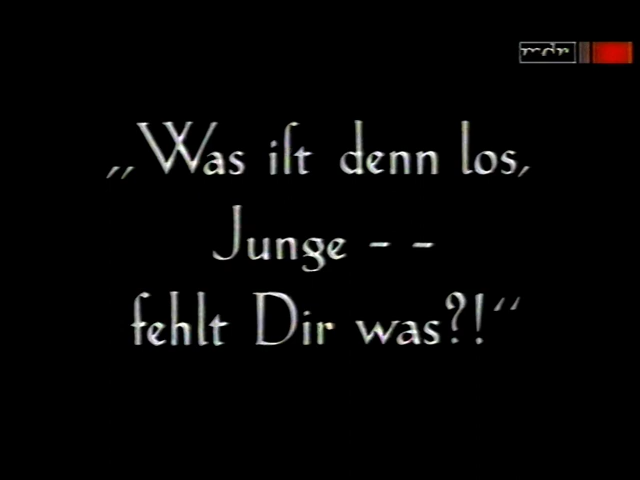 mdr
„Was iſt denn los,
Junge - -
fehlt Dir was?!“